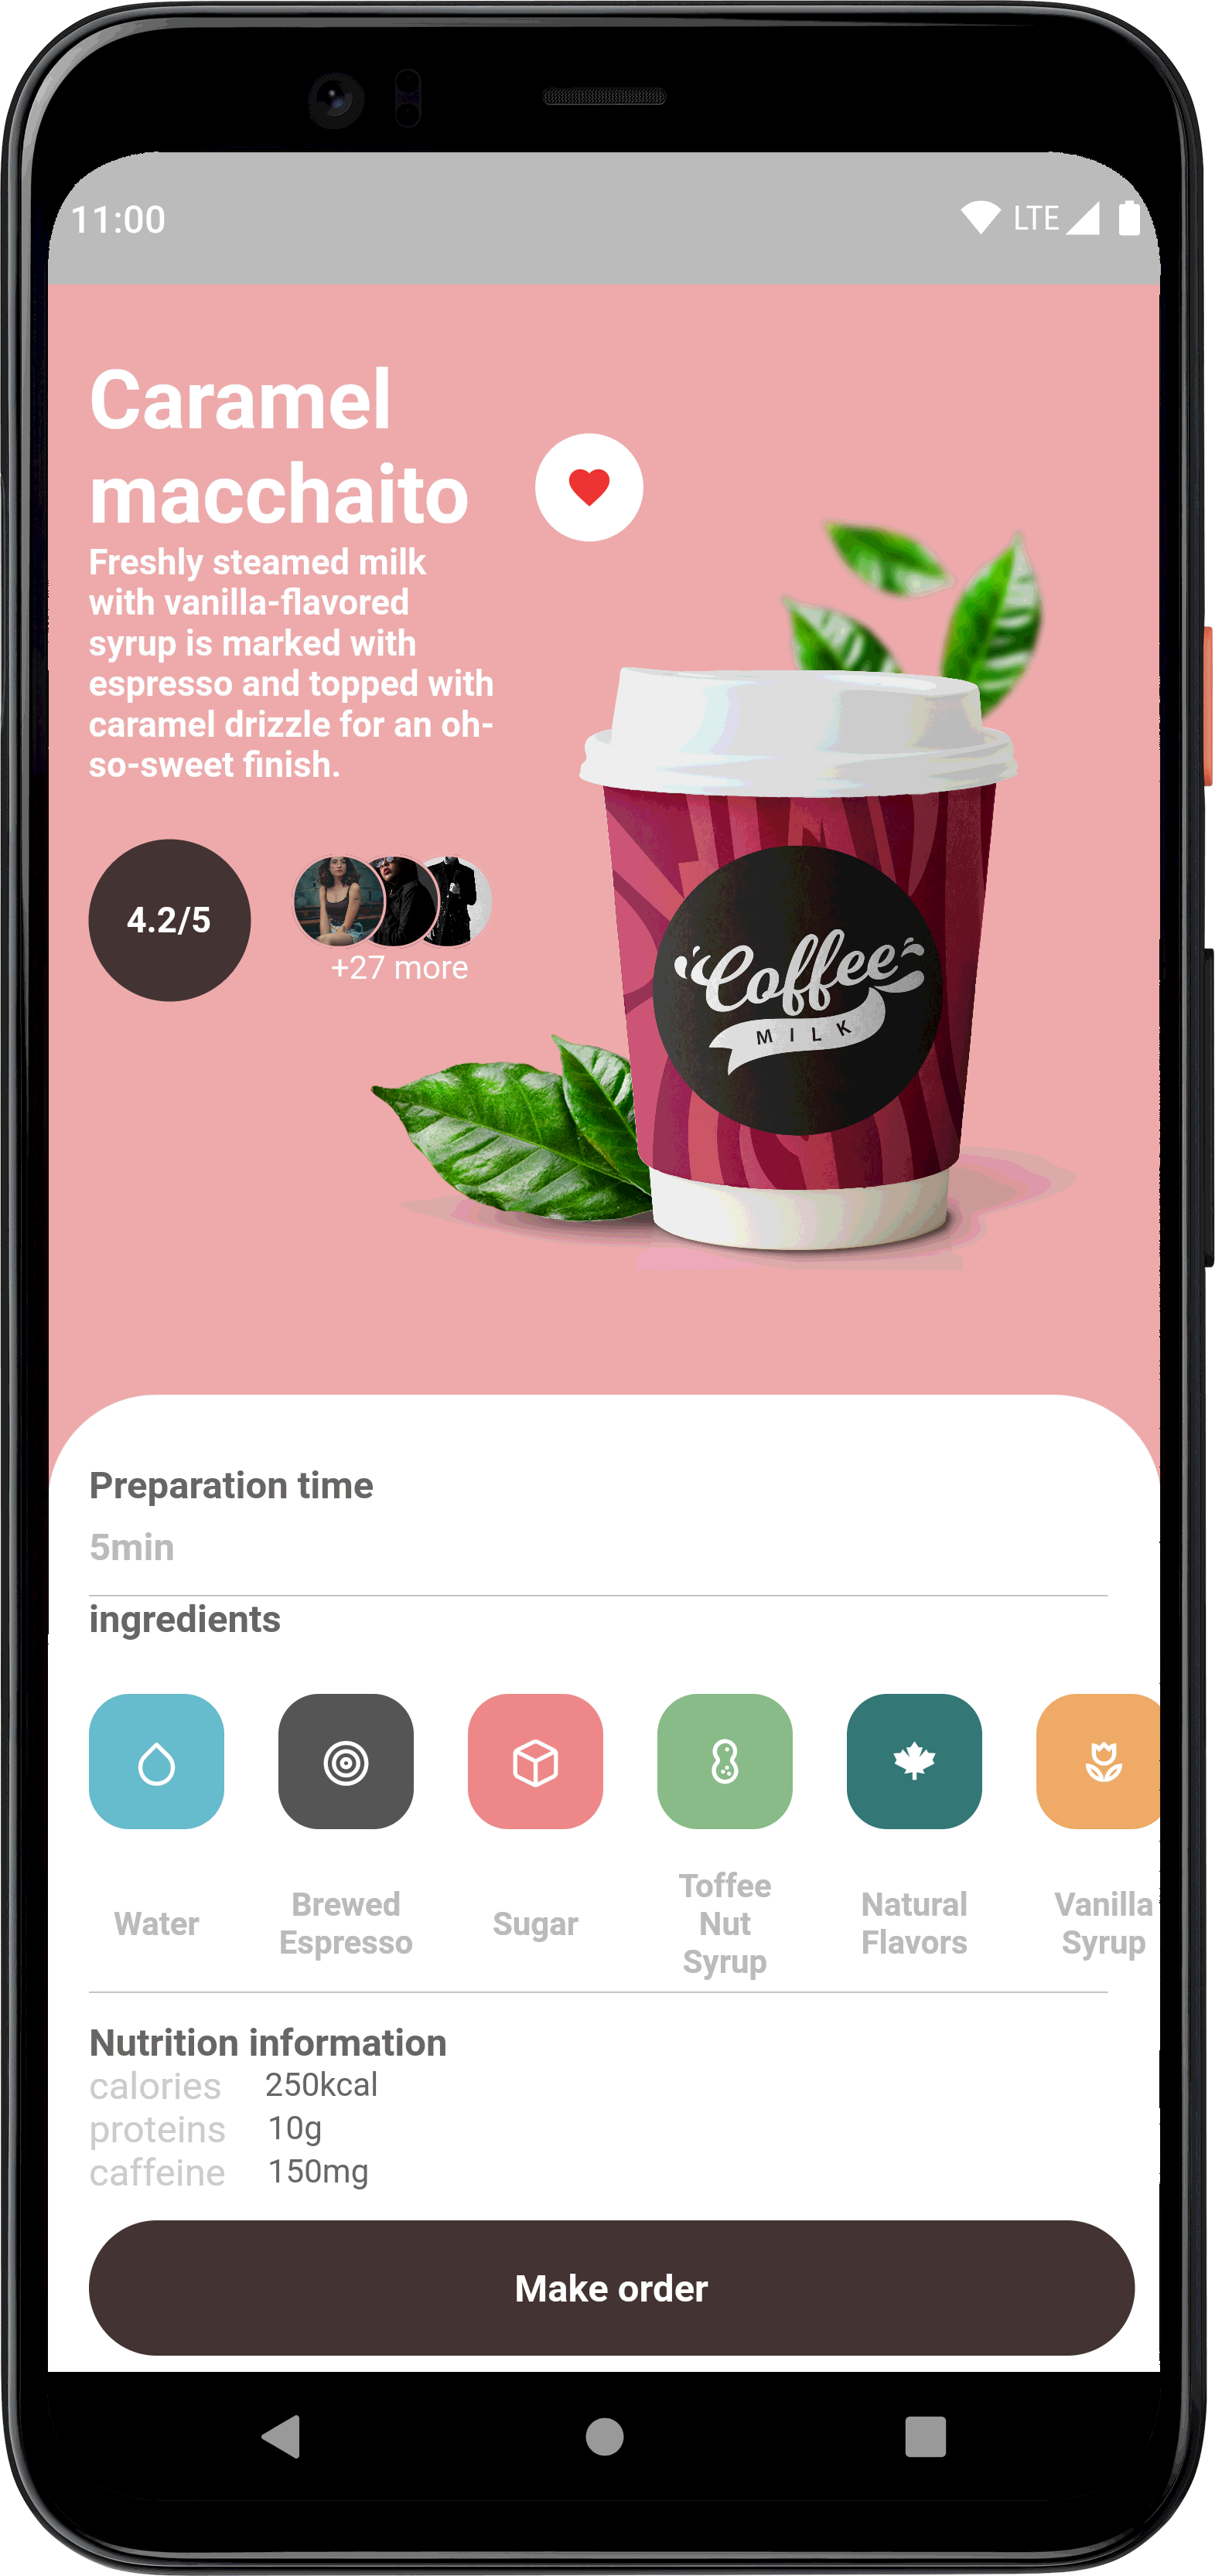 11:00
LTE
Caramel
macchaito
Freshly steamed milk
with vanilla-flavored
syrup is marked with
espresso and topped with
caramel drizzle for an oh-
so-sweet finish.
4.2/5
+27 more
Coffee
MILK
Preparation time
5min
ingredients
Water
Brewed
Espresso
Sugar
Toffee
Nut
Syrup
Natural
Flavors
Vanilla
Syrup
Nutrition information
calories 250kcal
proteins 10g
caffeine 150mg
Make order